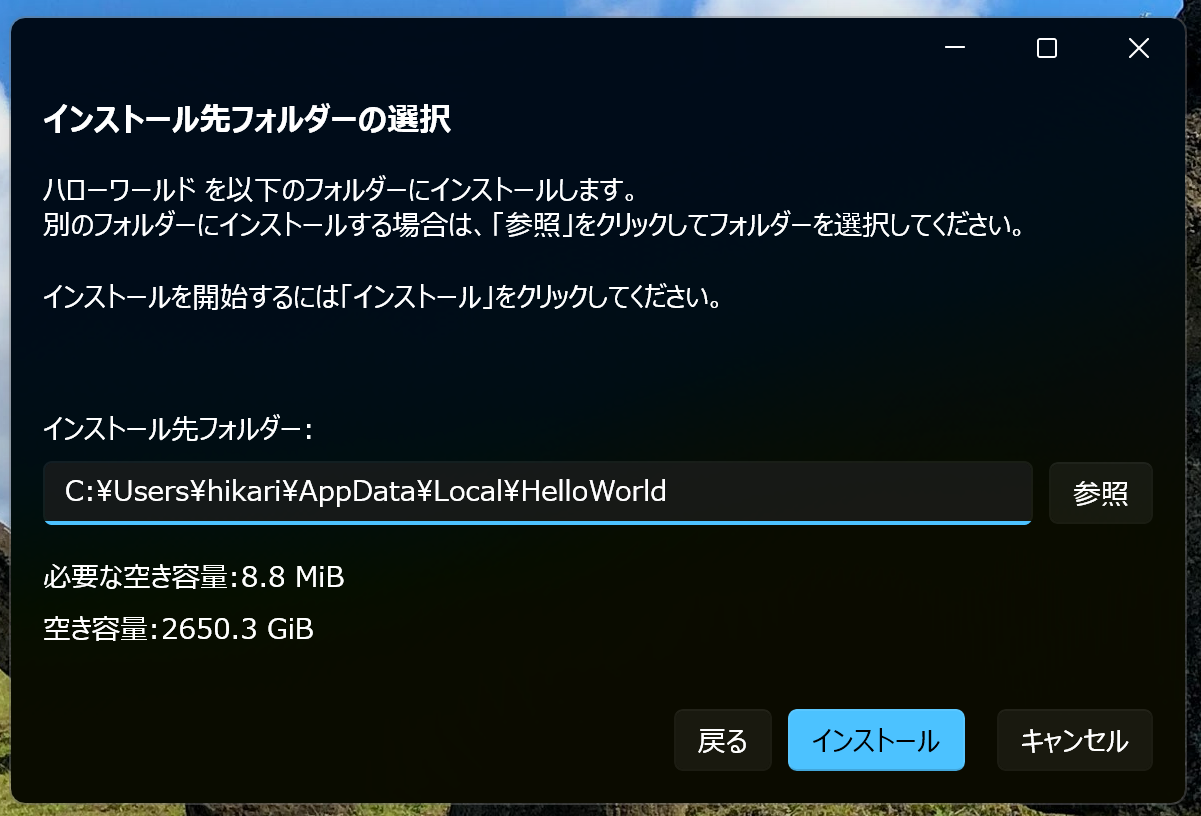 インストール先フォルダーの選択
ハローワールド を以下のフォルダーにインストールします。
別のフォルダーにインストールする場合は、「参照」をクリックしてフォルダーを選択してください。
インストールを開始するには「インストール」をクリックしてください。
インストール先フォルダー:
C:¥Users¥hikari¥AppData¥Local¥HelloWorld
参照
必要な空き容量:8.8 MiB
空き容量:2650.3 GiB
戻る
インストール
キャンセル